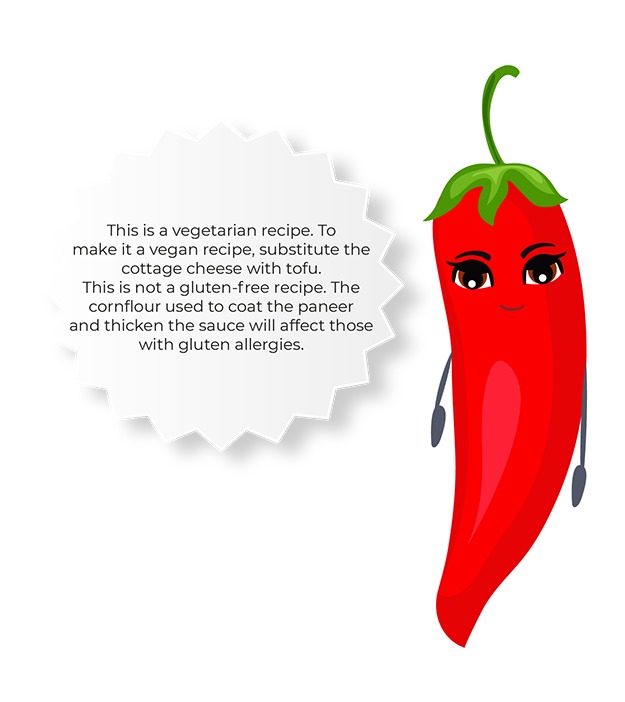 This is a vegetarian recipe. To
make it a vegan recipe, substitute the
cottage cheese with tofu.
This is not a gluten-free recipe. The
cornflour used to coat the paneer
and thicken the sauce will affect those
with gluten allergies.